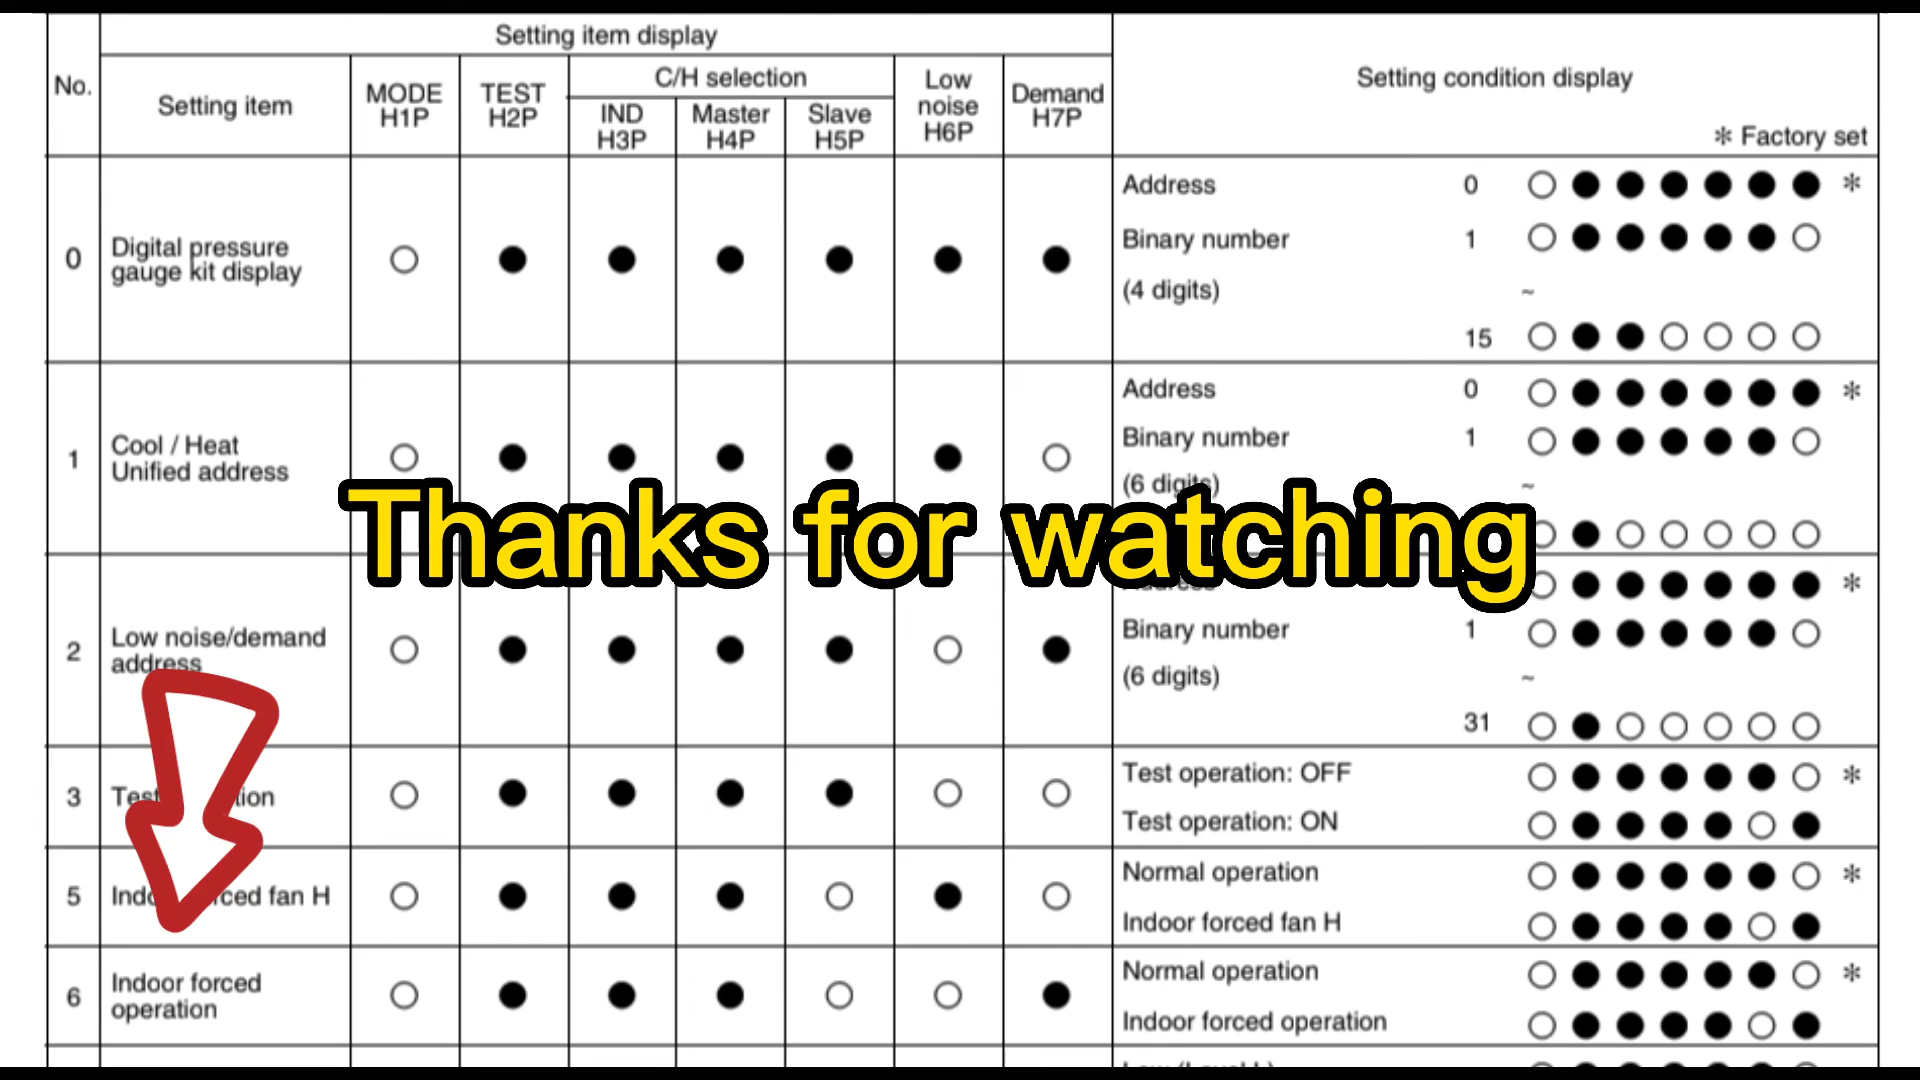 Setting item display
No.
Setting item
MODE
H1P
TEST
H2P
C/H selection
IND
H3P
Master
H4P
Slave
H5P
Low
noise
H6P
Demand
H7P
Setting condition display
* Factory set
0
Digital pressure
gauge kit display
Address 0 *
Binary number 1
(4 digits) ~
15
1
Cool / Heat
Unified address
Address 0 *
Binary number 1
(6 digits) ~
Thanks for watching
2
Low noise/demand
address
*
Binary number 1
(6 digits) ~
31
3
Test operation: OFF *
Test operation: ON
5
fan H
Normal operation *
Indoor forced fan H
6
Indoor forced
operation
Normal operation *
Indoor forced operation